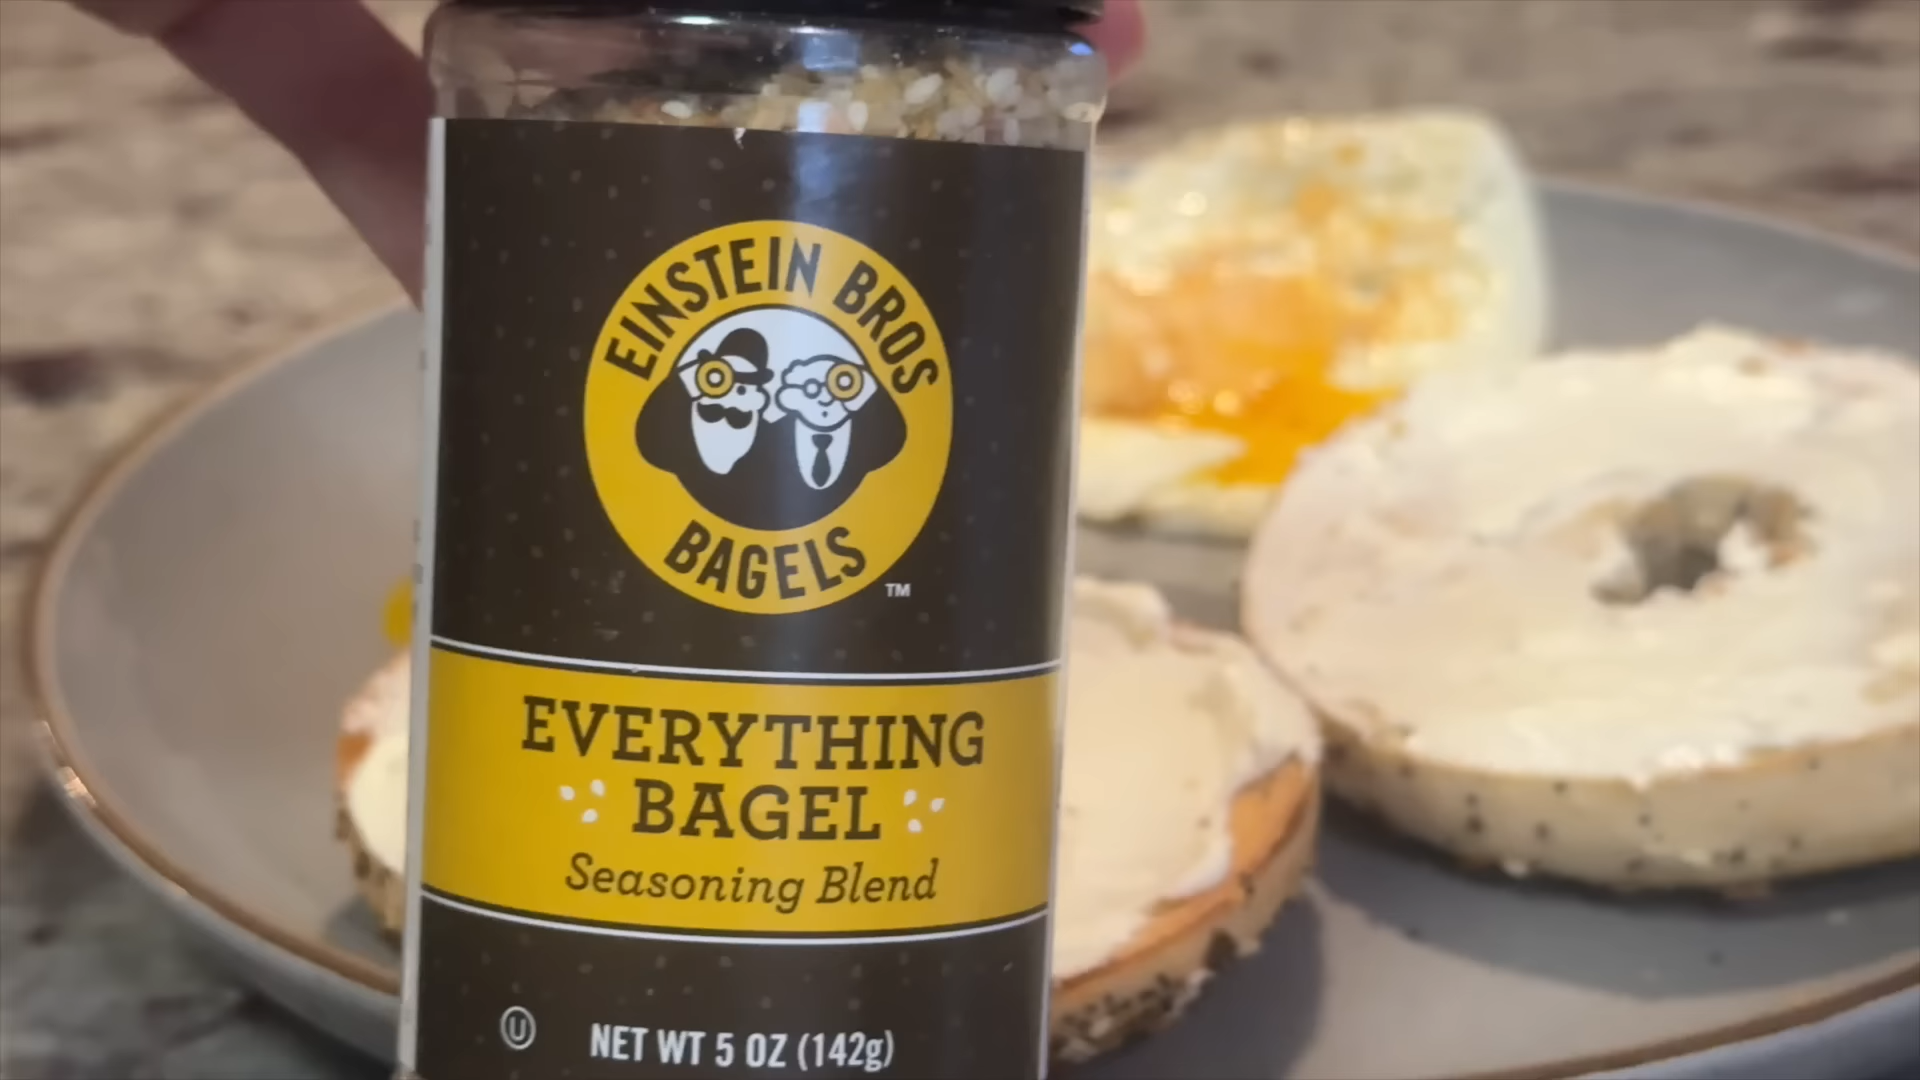 EINSTEIN BROS
BAGELS
TM
EVERYTHING
BAGEL
Seasoning Blend
U
NET WT 5 OZ (142g)